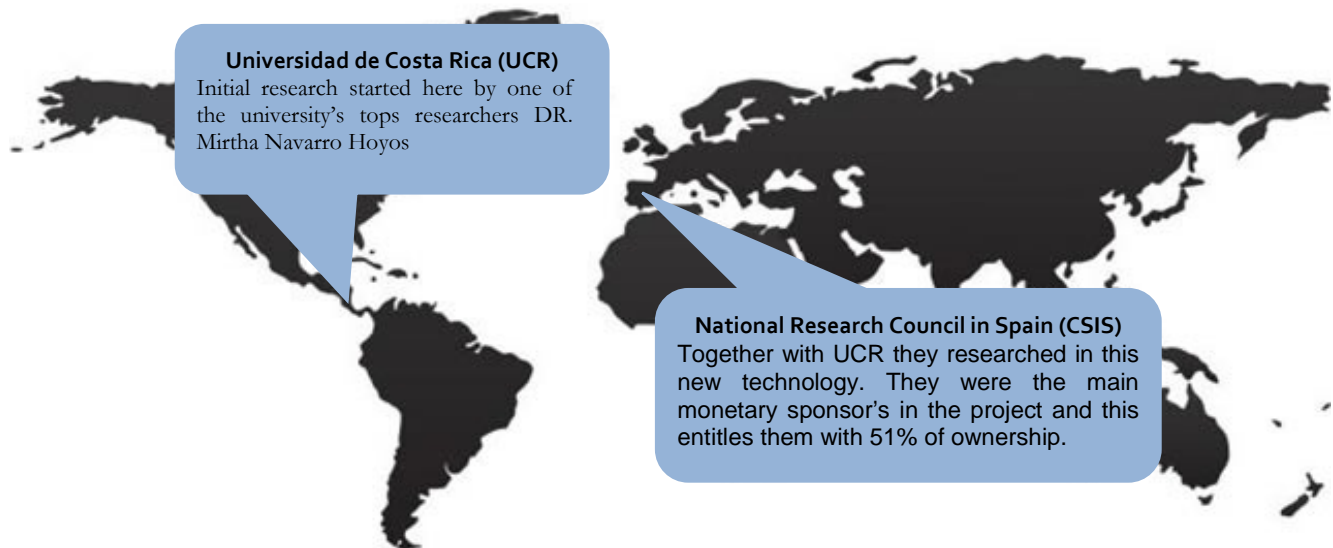 Universidad de Costa Rica (UCR)
Initial research started here by one of
the university's tops researchers DR.
Mirtha Navarro Hoyos
National Research Council in Spain (CSIS)
Together with UCR they researched in this
new technology. They were the main
monetary sponsor's in the project and this
entitles them with 51% of ownership.